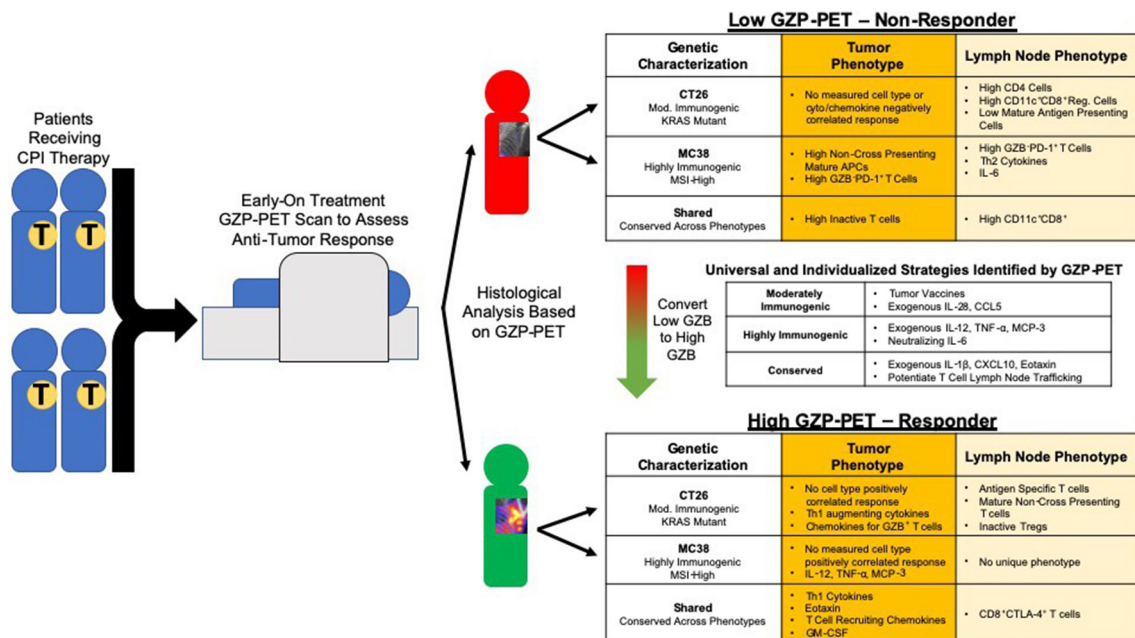 Patients
Receiving
CPI Therapy
T
T
T
T
Early-On Treatment
GZP-PET Scan to Assess
Anti-Tumor Response
Histological
Analysis Based
on GZP-PET
Low GZP-PET – Non-Responder
Genetic
Characterization
Tumor
Phenotype
Lymph Node Phenotype
CT26
Mod. Immunogenic
KRAS Mutant
• No measured cell type or
cyto/chemokine negatively
correlated response
• High CD4 Cells
• High CD11c⁺CD8⁺Reg. Cells
• Low Mature Antigen Presenting
Cells
MC38
Highly Immunogenic
MSI-High
• High Non-Cross Presenting
Mature APCs
• High GZB⁻PD-1⁺ T Cells
• High GZB⁻PD-1⁺ T Cells
• Th2 Cytokines
• IL-6
Shared
Conserved Across Phenotypes
• High Inactive T cells
• High CD11c⁺CD8⁺
Convert
Low GZB
to High
GZB
Universal and Individualized Strategies Identified by GZP-PET
Moderately
Immunogenic
• Tumor Vaccines
• Exogenous IL-28, CCL5
Highly Immunogenic
• Exogenous IL-12, TNF-α, MCP-3
• Neutralizing IL-6
Conserved
• Exogenous IL-1β, CXCL10, Eotaxin
• Potentiate T Cell Lymph Node Trafficking
High GZP-PET – Responder
Genetic
Characterization
Tumor
Phenotype
Lymph Node Phenotype
CT26
Mod. Immunogenic
KRAS Mutant
• No cell type positively
correlated response
• Th1 augmenting cytokines
• Chemokines for GZB⁺ T cells
• Antigen Specific T cells
• Mature Non-Cross Presenting
T cells
• Inactive Tregs
MC38
Highly Immunogenic
MSI-High
• No measured cell type
positively correlated response
• IL-12, TNF-α, MCP-3
No unique phenotype
Shared
Conserved Across Phenotypes
• Th1 Cytokines
• Eotaxin
• T Cell Recruiting Chemokines
• GM-CSF
• CD8⁺CTLA-4⁺ T cells